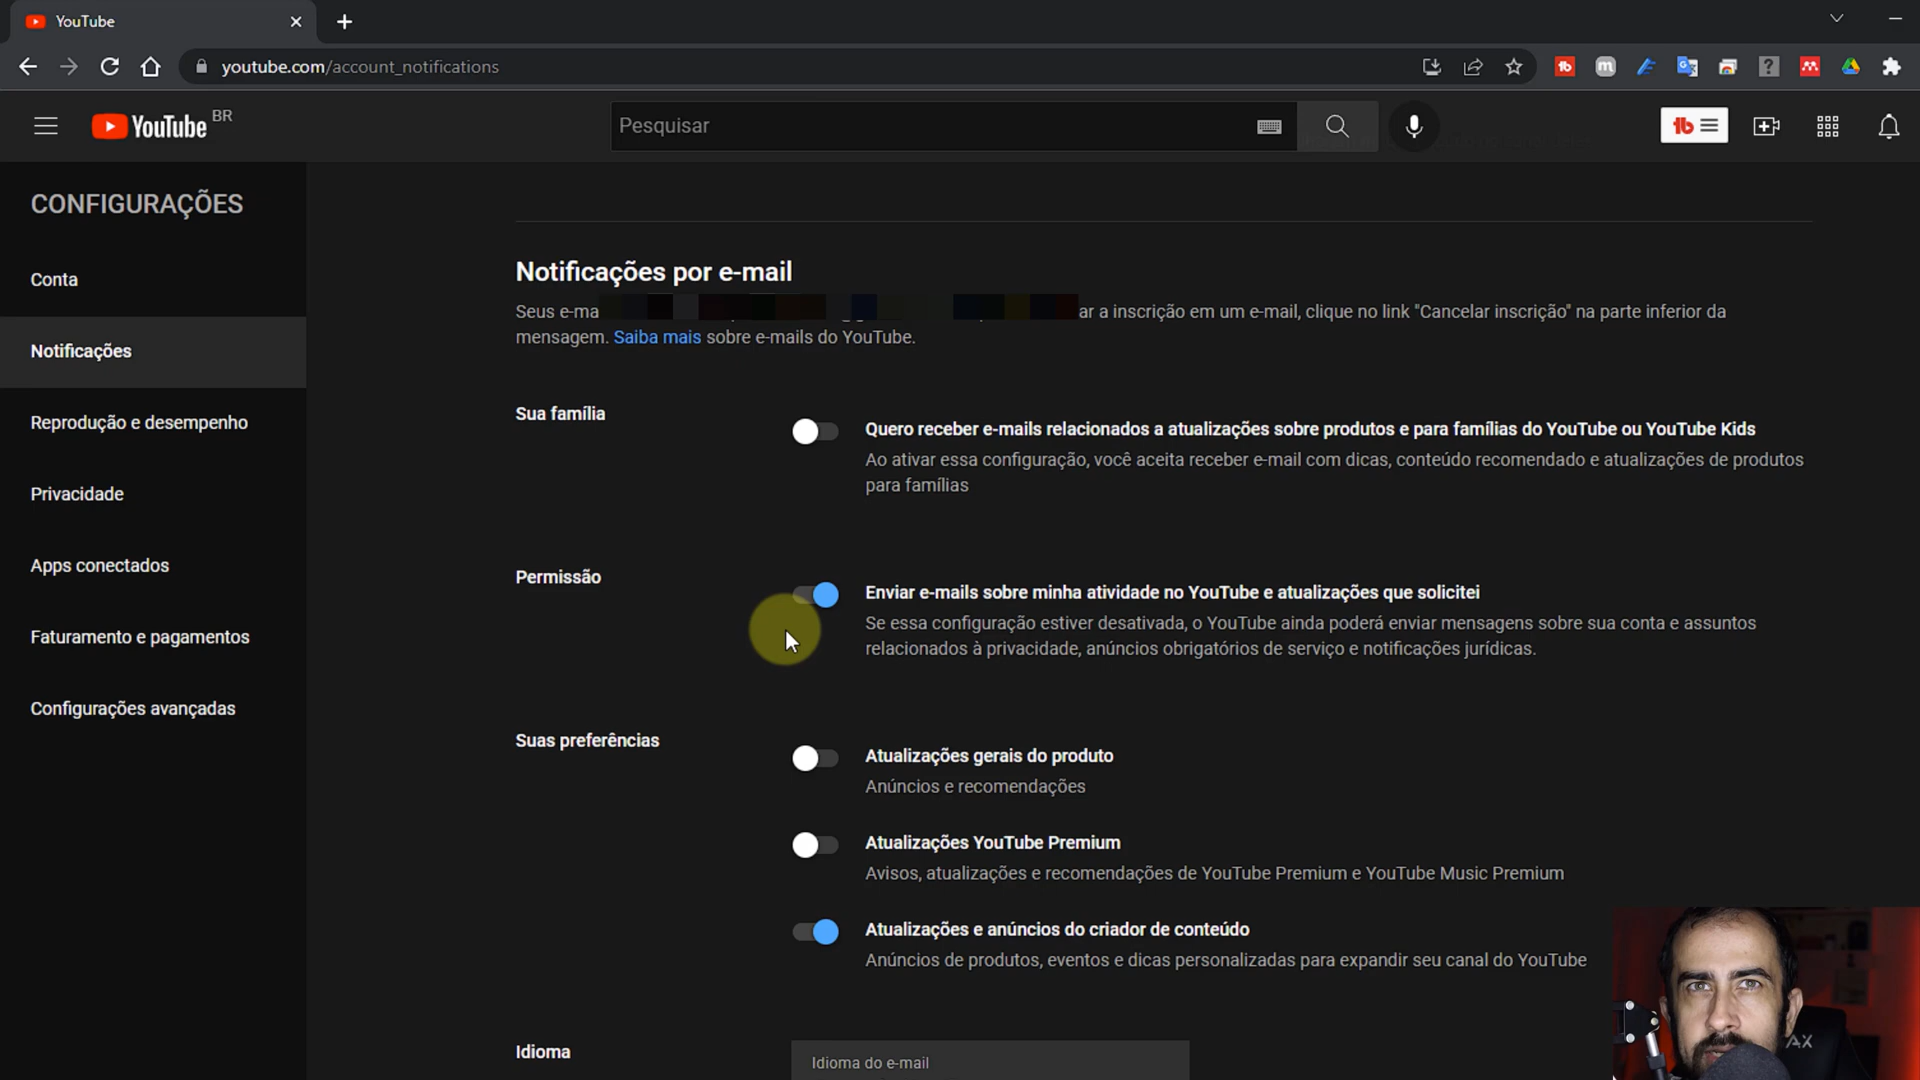 YouTube
youtube.com/account_notifications
YouTube BR
Pesquisar
CONFIGURAÇÕES
Conta
Notificações
Reprodução e desempenho
Privacidade
Apps conectados
Faturamento e pagamentos
Configurações avançadas
Notificações por e-mail
Seus e-ma ar a inscrição em um e-mail, clique no link "Cancelar inscrição" na parte inferior da
mensagem. Saiba mais sobre e-mails do YouTube.
Sua família
Quero receber e-mails relacionados a atualizações sobre produtos e para famílias do YouTube ou YouTube Kids
Ao ativar essa configuração, você aceita receber e-mail com dicas, conteúdo recomendado e atualizações de produtos
para famílias
Permissão
Enviar e-mails sobre minha atividade no YouTube e atualizações que solicitei
Se essa configuração estiver desativada, o YouTube ainda poderá enviar mensagens sobre sua conta e assuntos
relacionados à privacidade, anúncios obrigatórios de serviço e notificações jurídicas.
Suas preferências
Atualizações gerais do produto
Anúncios e recomendações
Atualizações YouTube Premium
Avisos, atualizações e recomendações de YouTube Premium e YouTube Music Premium
Atualizações e anúncios do criador de conteúdo
Anúncios de produtos, eventos e dicas personalizadas para expandir seu canal do YouTube
Idioma
Idioma do e-mail
AX